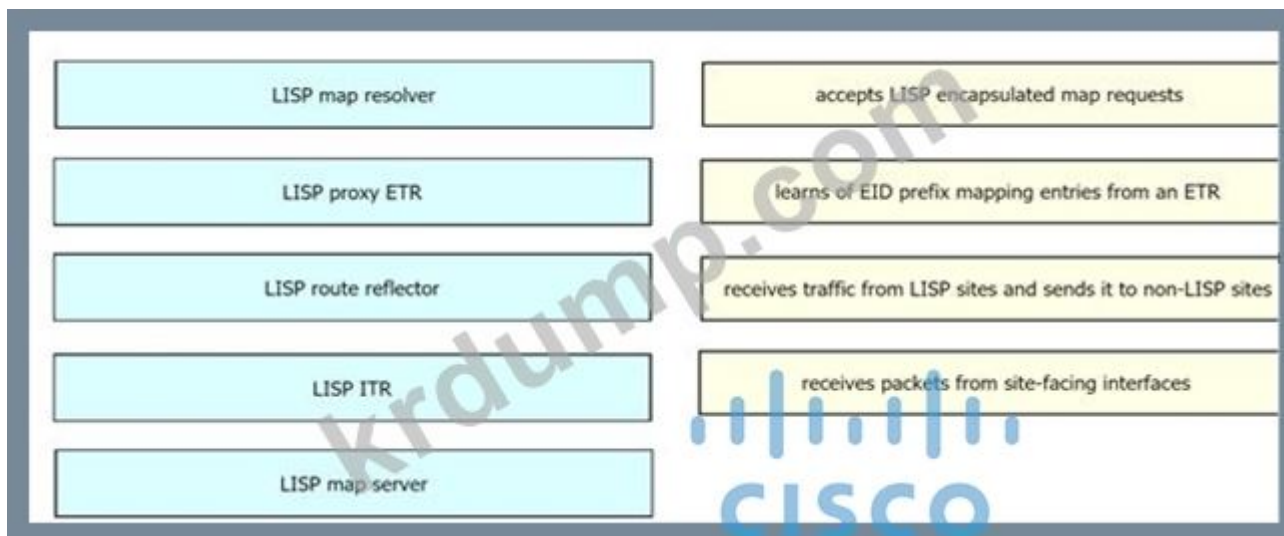 LISP map resolver
accepts LISP encapsulated map requests
LISP proxy ETR
learns of EID prefix mapping entries from an ETR
LISP route reflector
receives traffic from LISP sites and sends it to non-LISP sites
LISP ITR
receives packets from site-facing interfaces
LISP map server
krdump.com
CISCO